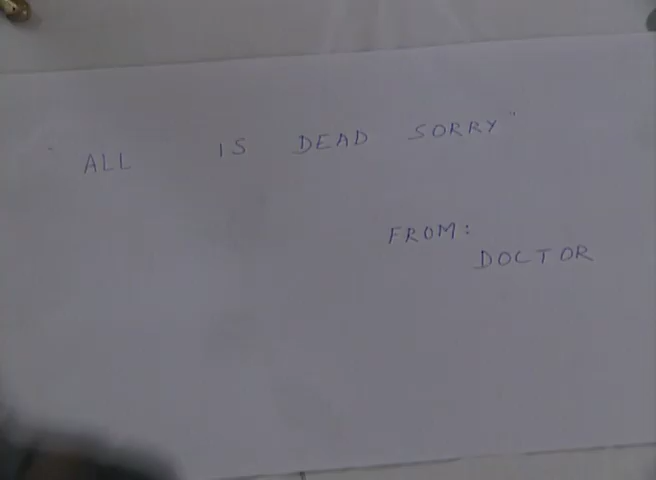 " ALL IS DEAD SORRY "
FROM:
DOCTOR